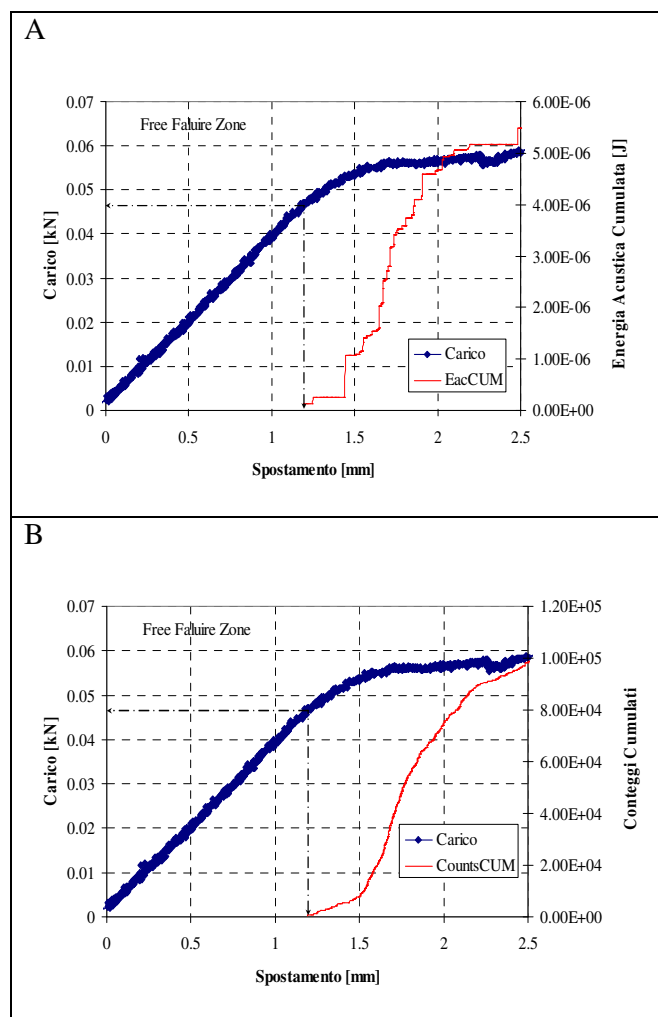 A
Free Faluire Zone
0.07
0.06
0.05
0.04
0.03
0.02
0.01
0
Carico [kN]
6.00E-06
5.00E-06
4.00E-06
3.00E-06
2.00E-06
1.00E-06
0.00E+00
Energia Acustica Cumulata [J]
Carico
EacCUM
0 0.5 1 1.5 2 2.5
Spostamento [mm]
B
Free Faluire Zone
0.07
0.06
0.05
0.04
0.03
0.02
0.01
0
Carico [kN]
1.20E+05
1.00E+05
8.00E+04
6.00E+04
4.00E+04
2.00E+04
0.00E+00
Conteggi Cumulati
Carico
CountsCUM
0 0.5 1 1.5 2 2.5
Spostamento [mm]